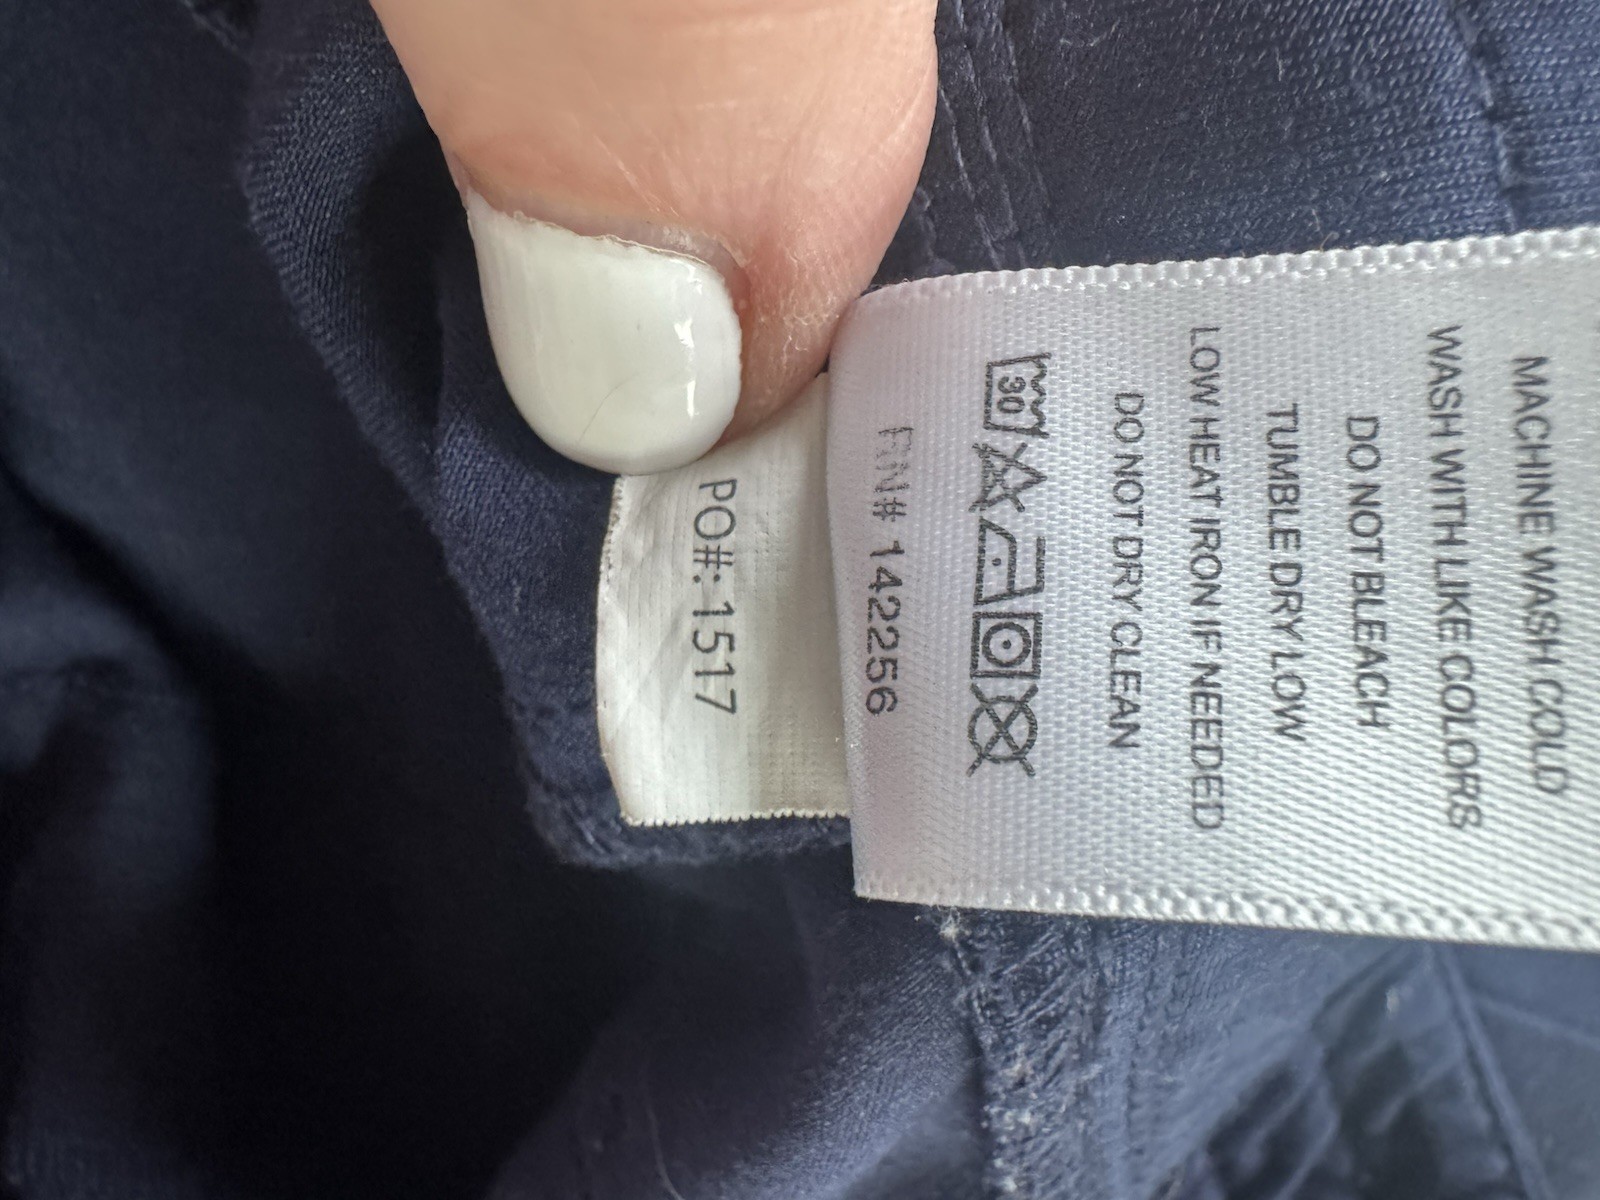 MACHINE WASH COLD
WASH WITH LIKE COLORS
DO NOT BLEACH
TUMBLE DRY LOW
LOW HEAT IRON IF NEEDED
DO NOT DRY CLEAN
30
RN# 142256
PO#: 1517